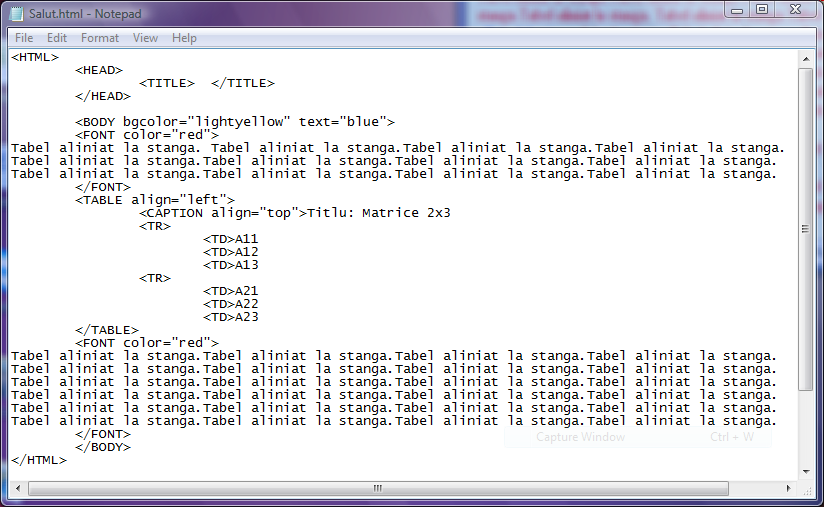 Salut.html - Notepad
File Edit Format View Help
<HTML>
<HEAD>
<TITLE>  </TITLE>
</HEAD>
<BODY bgcolor="lightyellow" text="blue">
<FONT color="red">
Tabel aliniat la stanga. Tabel aliniat la stanga.Tabel aliniat la stanga.Tabel aliniat la stanga.
Tabel aliniat la stanga.Tabel aliniat la stanga.Tabel aliniat la stanga.Tabel aliniat la stanga.
Tabel aliniat la stanga.Tabel aliniat la stanga.Tabel aliniat la stanga.Tabel aliniat la stanga.
</FONT>
<TABLE align="left">
<CAPTION align="top">Titlu: Matrice 2x3
<TR>
<TD>A11
<TD>A12
<TD>A13
<TR>
<TD>A21
<TD>A22
<TD>A23
</TABLE>
<FONT color="red">
Tabel aliniat la stanga.Tabel aliniat la stanga.Tabel aliniat la stanga.Tabel aliniat la stanga.
Tabel aliniat la stanga.Tabel aliniat la stanga.Tabel aliniat la stanga.Tabel aliniat la stanga.
Tabel aliniat la stanga.Tabel aliniat la stanga.Tabel aliniat la stanga.Tabel aliniat la stanga.
Tabel aliniat la stanga.Tabel aliniat la stanga.Tabel aliniat la stanga.Tabel aliniat la stanga.
Tabel aliniat la stanga.Tabel aliniat la stanga.Tabel aliniat la stanga.Tabel aliniat la stanga.
Tabel aliniat la stanga.Tabel aliniat la stanga.Tabel aliniat la stanga.Tabel aliniat la stanga.
</FONT>
Capture Window Ctrl + W
</BODY>
</HTML>